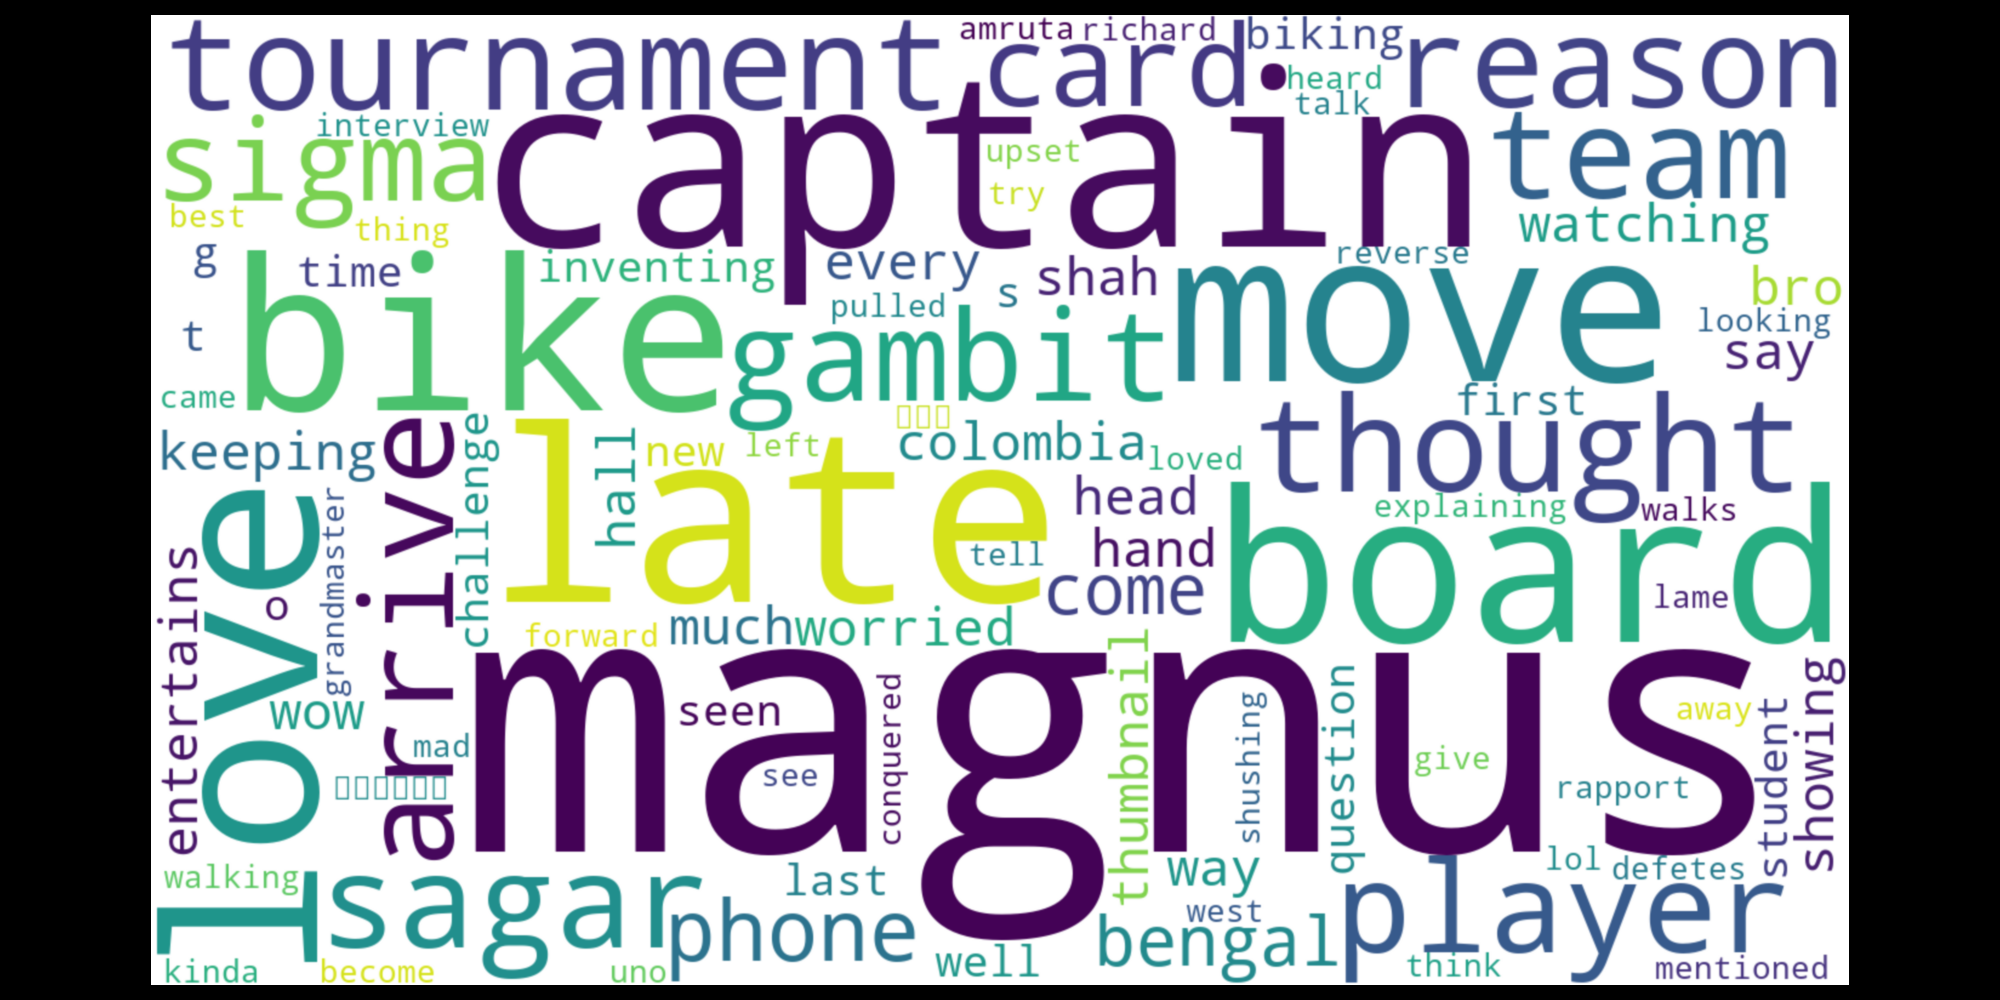 amruta richard biking
tournament card reason
heard
talk
interview
sigma captain team
upset
try
best
thing
watching
g time inventing every s shah reverse
bro
pulled
looking
t bike gambit move say
came
first
keeping arrive challenge hall new left colombia loved thought
late head
explaining
walks
hand
tell
board
entertains love o grandmaster come lame
forward much worried
magnus
thumbnail
wow seen conquered shushing question away student showing
mad
see
give
rapport
walking
last way lol defetes
sagar phone west player
bengal
well think mentioned
kinda become uno